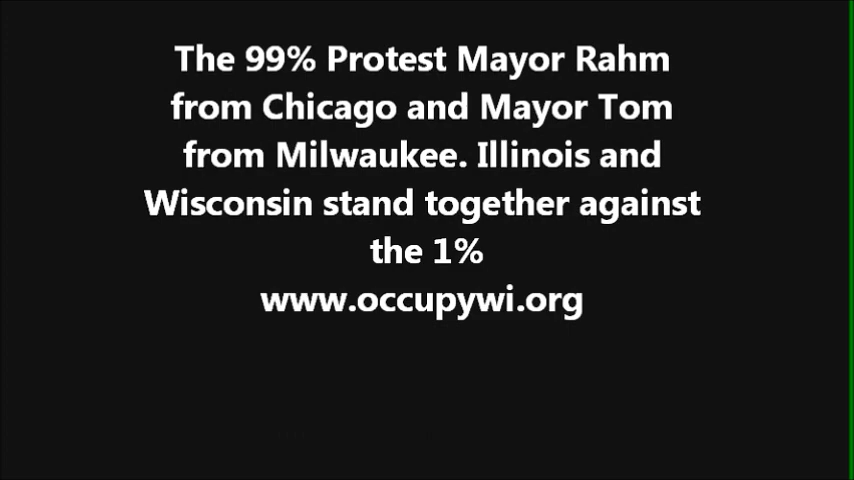 The 99% Protest Mayor Rahm
from Chicago and Mayor Tom
from Milwaukee. Illinois and
Wisconsin stand together against
the 1%
www.occupywi.org